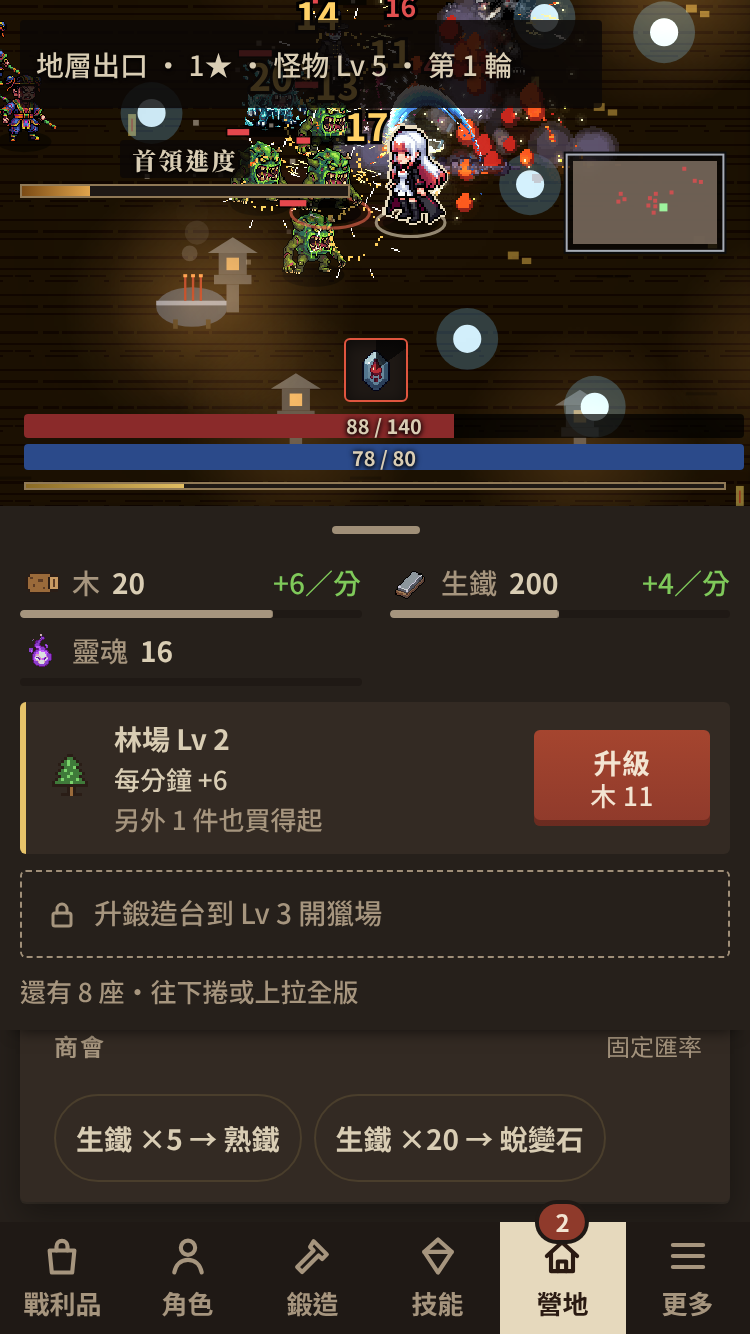 14
16
地層出口 · 1★ · 怪物 Lv 5 · 第 1 輪
11
20
13
17
首領進度
88 / 140
78 / 80
木 20 +6／分
生鐵 200 +4／分
靈魂 16
林場 Lv 2
每分鐘 +6
另外 1 件也買得起
升級
木 11
升鍛造台到 Lv 3 開獵場
還有 8 座·往下捲或上拉全版
商會 固定匯率
生鐵 ×5 → 熟鐵
生鐵 ×20 → 蛻變石
2
戰利品 角色 鍛造 技能 營地 更多